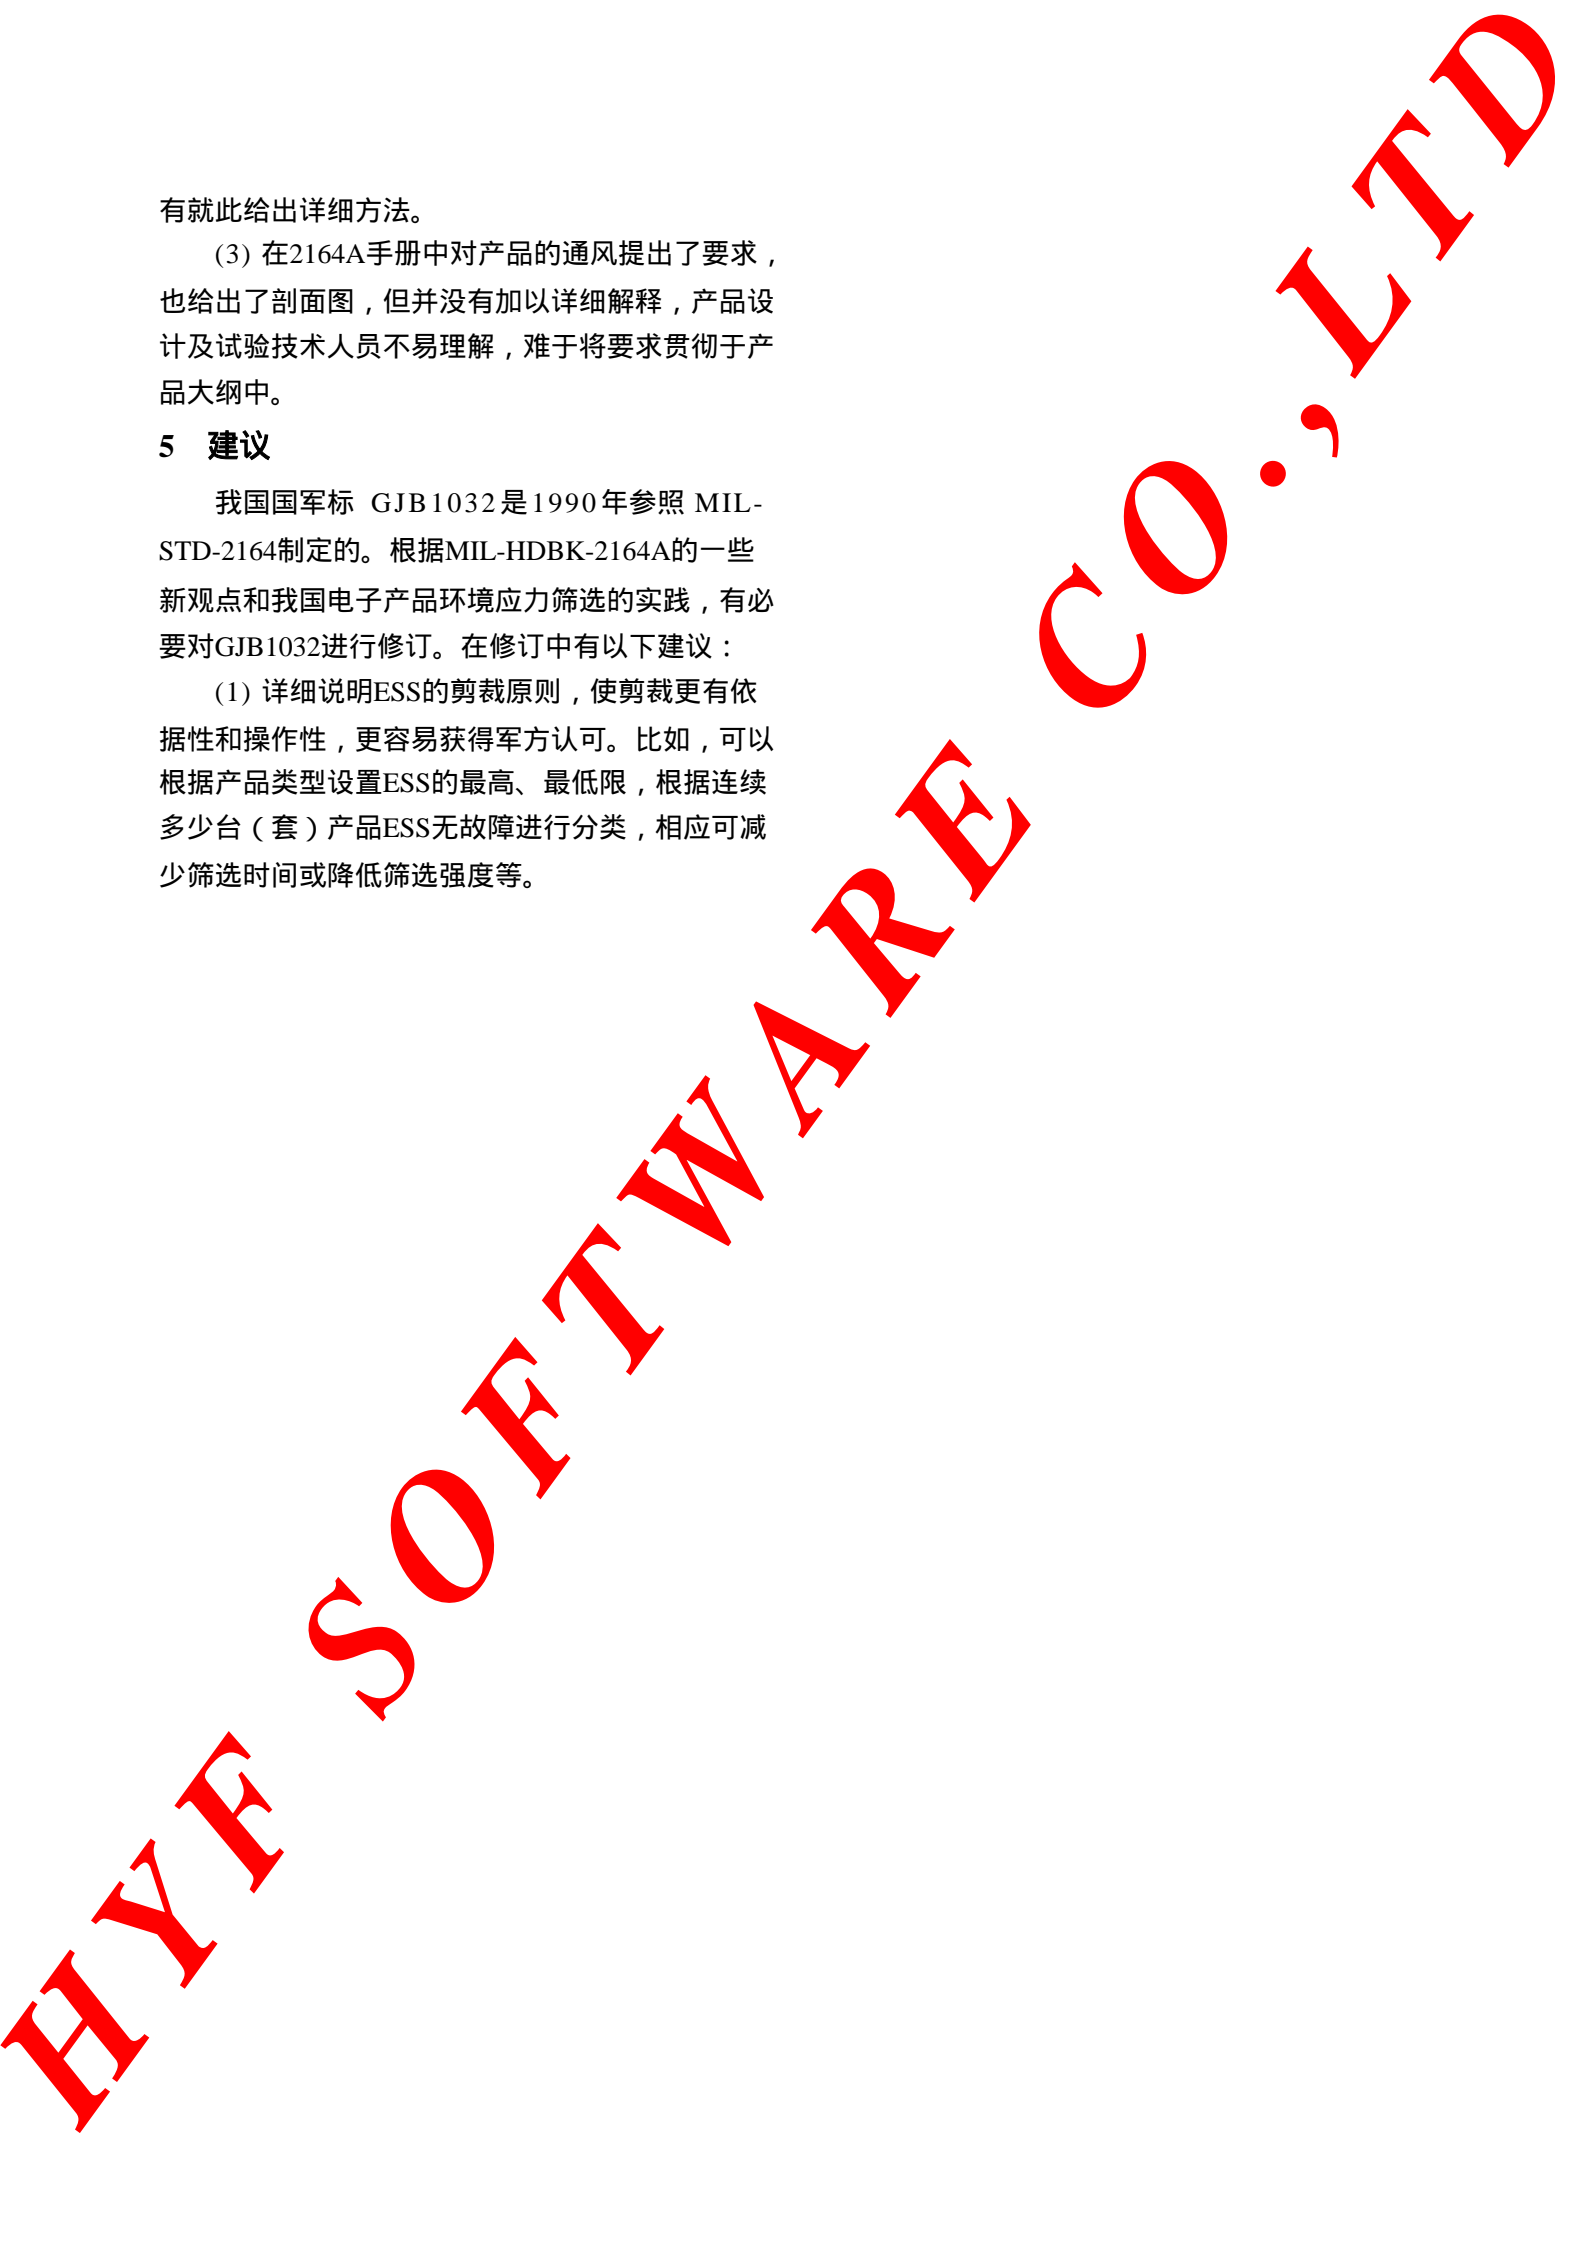 有就此给出详细方法。
(3) 在2164A手册中对产品的通风提出了要求，
也给出了剖面图，但并没有加以详细解释，产品设
计及试验技术人员不易理解，难于将要求贯彻于产
品大纲中。
5 建议
我国国军标 GJB1032是1990年参照 MIL-
STD-2164制定的。根据MIL-HDBK-2164A的一些
新观点和我国电子产品环境应力筛选的实践，有必
要对GJB1032进行修订。在修订中有以下建议：
(1) 详细说明ESS的剪裁原则，使剪裁更有依
据性和操作性，更容易获得军方认可。比如，可以
根据产品类型设置ESS的最高、最低限，根据连续
多少台（套）产品ESS无故障进行分类，相应可减
少筛选时间或降低筛选强度等。
HYF SOFTWARE CO.,LTD